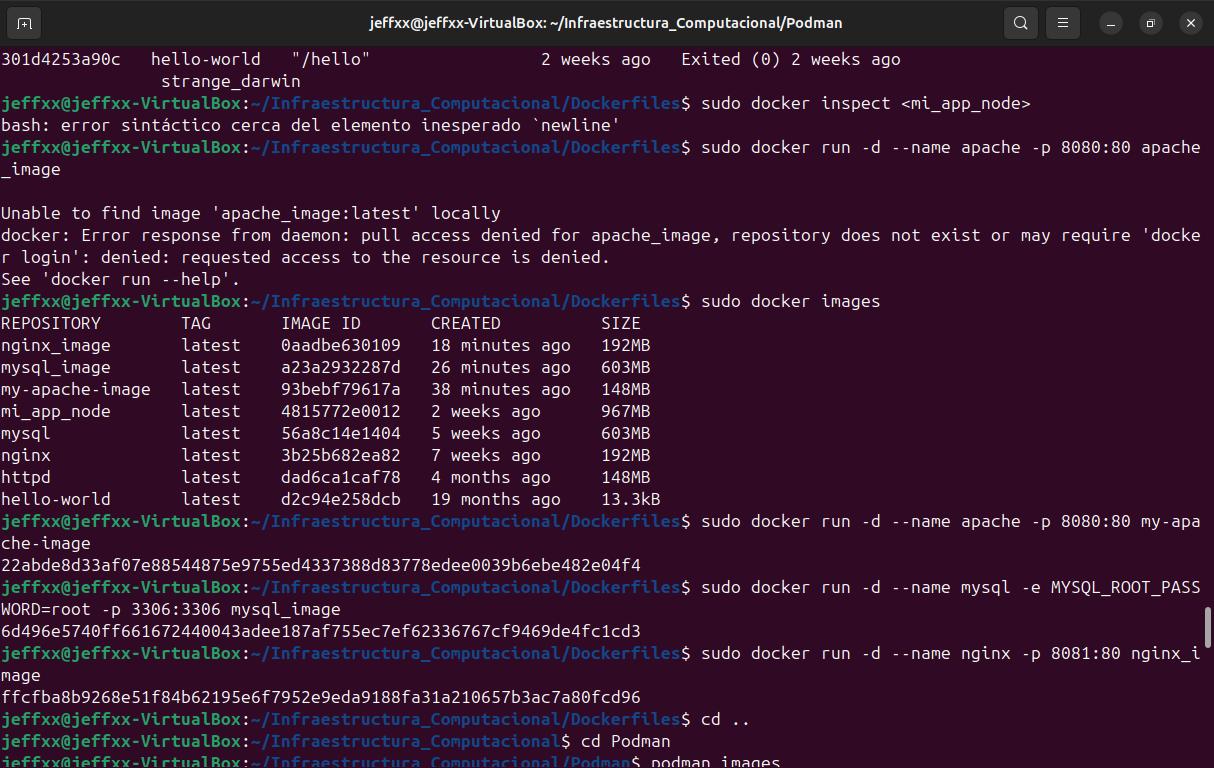 jeffxx@jeffxx-VirtualBox: ~/Infraestructura_Computacional/Podman
301d4253a90c   hello-world   "/hello"                 2 weeks ago   Exited (0) 2 weeks ago
                strange_darwin
jeffxx@jeffxx-VirtualBox:~/Infraestructura_Computacional/Dockerfiles$ sudo docker inspect <mi_app_node>
bash: error sintáctico cerca del elemento inesperado `newline'
jeffxx@jeffxx-VirtualBox:~/Infraestructura_Computacional/Dockerfiles$ sudo docker run -d --name apache -p 8080:80 apache
_image
Unable to find image 'apache_image:latest' locally
docker: Error response from daemon: pull access denied for apache_image, repository does not exist or may require 'docke
r login': denied: requested access to the resource is denied.
See 'docker run --help'.
jeffxx@jeffxx-VirtualBox:~/Infraestructura_Computacional/Dockerfiles$ sudo docker images
REPOSITORY        TAG       IMAGE ID       CREATED          SIZE
nginx_image       latest    0aadbe630109   18 minutes ago   192MB
mysql_image       latest    a23a2932287d   26 minutes ago   603MB
my-apache-image   latest    93bebf79617a   38 minutes ago   148MB
mi_app_node       latest    4815772e0012   2 weeks ago      967MB
mysql             latest    56a8c14e1404   5 weeks ago      603MB
nginx             latest    3b25b682ea82   7 weeks ago      192MB
httpd             latest    dad6ca1caf78   4 months ago     148MB
hello-world       latest    d2c94e258dcb   19 months ago    13.3kB
jeffxx@jeffxx-VirtualBox:~/Infraestructura_Computacional/Dockerfiles$ sudo docker run -d --name apache -p 8080:80 my-apa
che-image
22abde8d33af07e88544875e9755ed4337388d83778edee0039b6ebe482e04f4
jeffxx@jeffxx-VirtualBox:~/Infraestructura_Computacional/Dockerfiles$ sudo docker run -d --name mysql -e MYSQL_ROOT_PASS
WORD=root -p 3306:3306 mysql_image
6d496e5740ff661672440043adee187af755ec7ef62336767cf9469de4fc1cd3
jeffxx@jeffxx-VirtualBox:~/Infraestructura_Computacional/Dockerfiles$ sudo docker run -d --name nginx -p 8081:80 nginx_i
mage
ffcfba8b9268e51f84b62195e6f7952e9eda9188fa31a210657b3ac7a80fcd96
jeffxx@jeffxx-VirtualBox:~/Infraestructura_Computacional/Dockerfiles$ cd ..
jeffxx@jeffxx-VirtualBox:~/Infraestructura_Computacional$ cd Podman
jeffxx@jeffxx-VirtualBox:~/Infraestructura_Computacional/Podman$ podman images